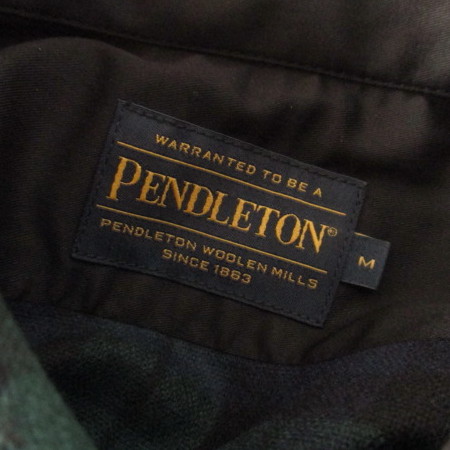 WARRANTED TO BE A
PENDLETON®
PENDLETON WOOLEN MILLS
SINCE 1863
M